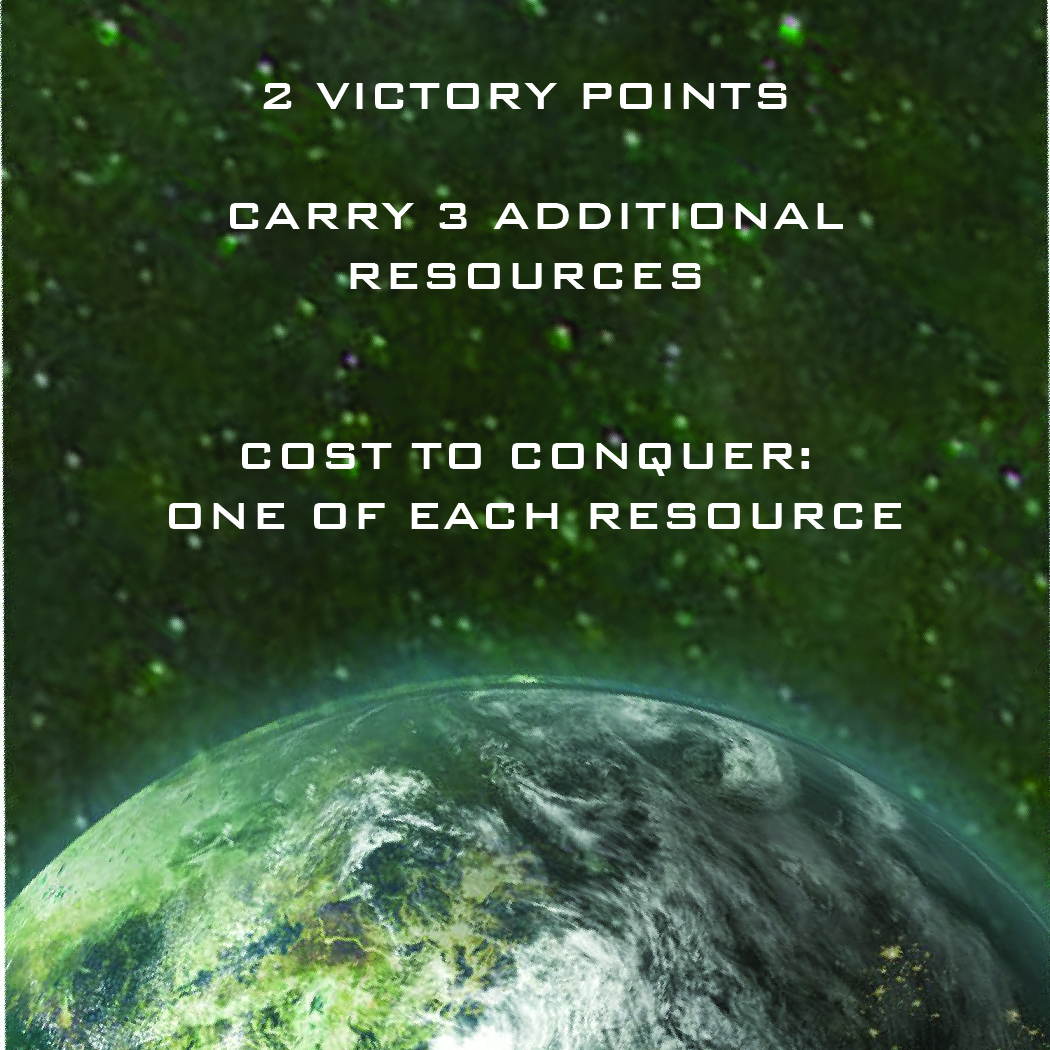 2 VICTORY POINTS
CARRY 3 ADDITIONAL
RESOURCES
COST TO CONQUER:
ONE OF EACH RESOURCE